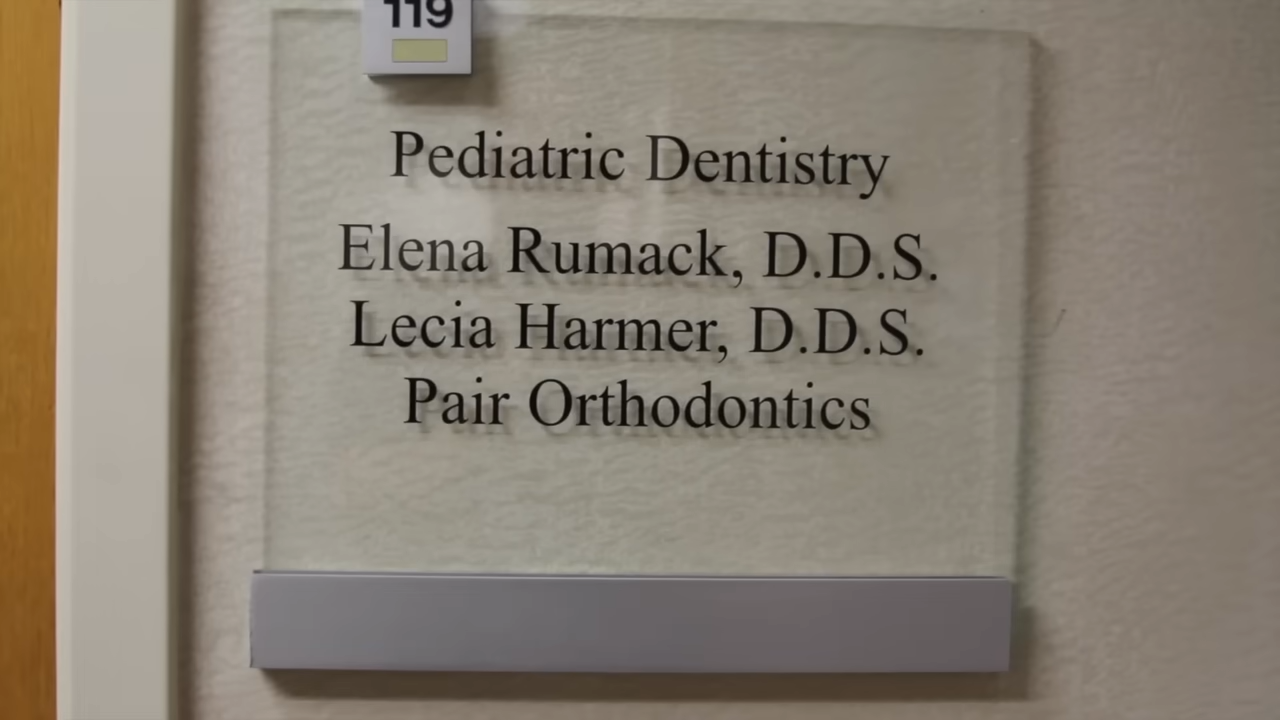 119
Pediatric Dentistry
Elena Rumack, D.D.S.
Lecia Harmer, D.D.S.
Pair Orthodontics